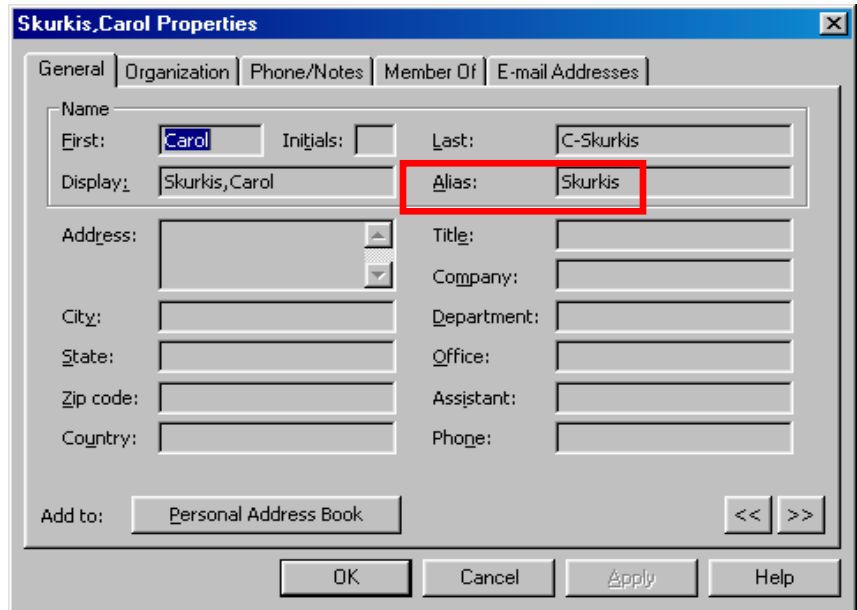 Skurkis,Carol Properties
General Organization Phone/Notes Member Of E-mail Addresses
Name
First: Carol Initials: Last: C-Skurkis
Display: Skurkis,Carol Alias: Skurkis
Address: Title:
Company:
City: Department:
State: Office:
Zip code: Assistant:
Country: Phone:
Add to: Personal Address Book << >>
OK Cancel Apply Help